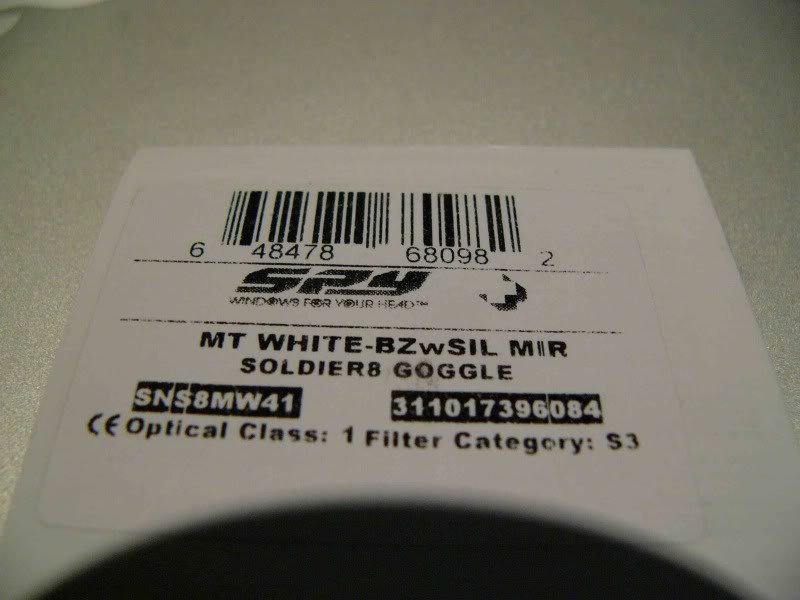 6 48478 68098 2
SPY
WINDOWS FOR YOUR HEAD™
MT WHITE-BZwSIL MIR
SOLDIER8 GOGGLE
SNS8MW41 311017396084
CE Optical Class: 1 Filter Category: S3